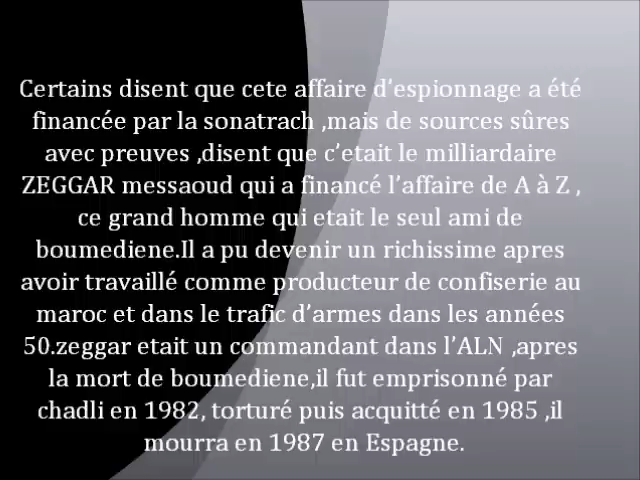 Certains disent que cete affaire d'espionnage a été
financée par la sonatrach ,mais de sources sûres
avec preuves ,disent que c'etait le milliardaire
ZEGGAR messaoud qui a financé l'affaire de A à Z ,
ce grand homme qui etait le seul ami de
boumediene.Il a pu devenir un richissime apres
avoir travaillé comme producteur de confiserie au
maroc et dans le trafic d'armes dans les années
50.zeggar etait un commandant dans l'ALN ,apres
la mort de boumediene,il fut emprisonné par
chadli en 1982, torturé puis acquitté en 1985 ,il
mourra en 1987 en Espagne.